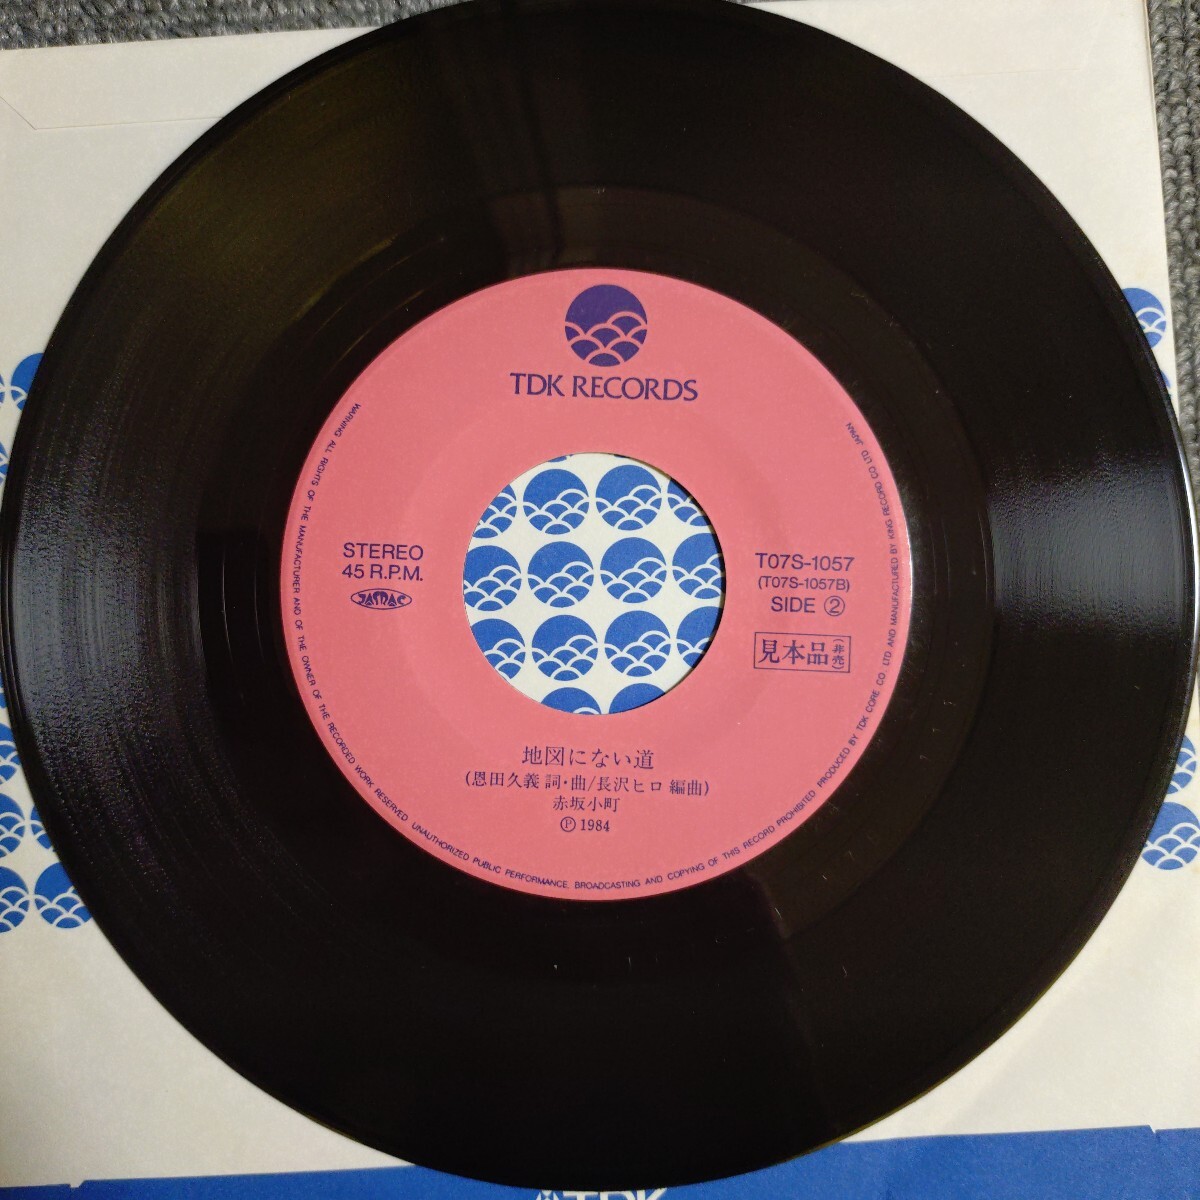 TDK RECORDS
STEREO
45 R.P.M.
JASRAC
T07S-1057
(T07S-1057B)
SIDE ②
見本品(非売)
地図にない道
(恩田久義 詞・曲/長沢ヒロ 編曲)
赤坂小町
Ⓟ 1984
WARNING ALL RIGHTS OF THE MANUFACTURER AND OF THE OWNER OF THE RECORDED WORK RESERVED UNAUTHORIZED PUBLIC PERFORMANCE, BROADCASTING AND COPYING OF THIS RECORD PROHIBITED PRODUCED BY TDK CORE CO. LTD. AND MANUFACTURED BY KING RECORD CO. LTD. JAPAN
TDK